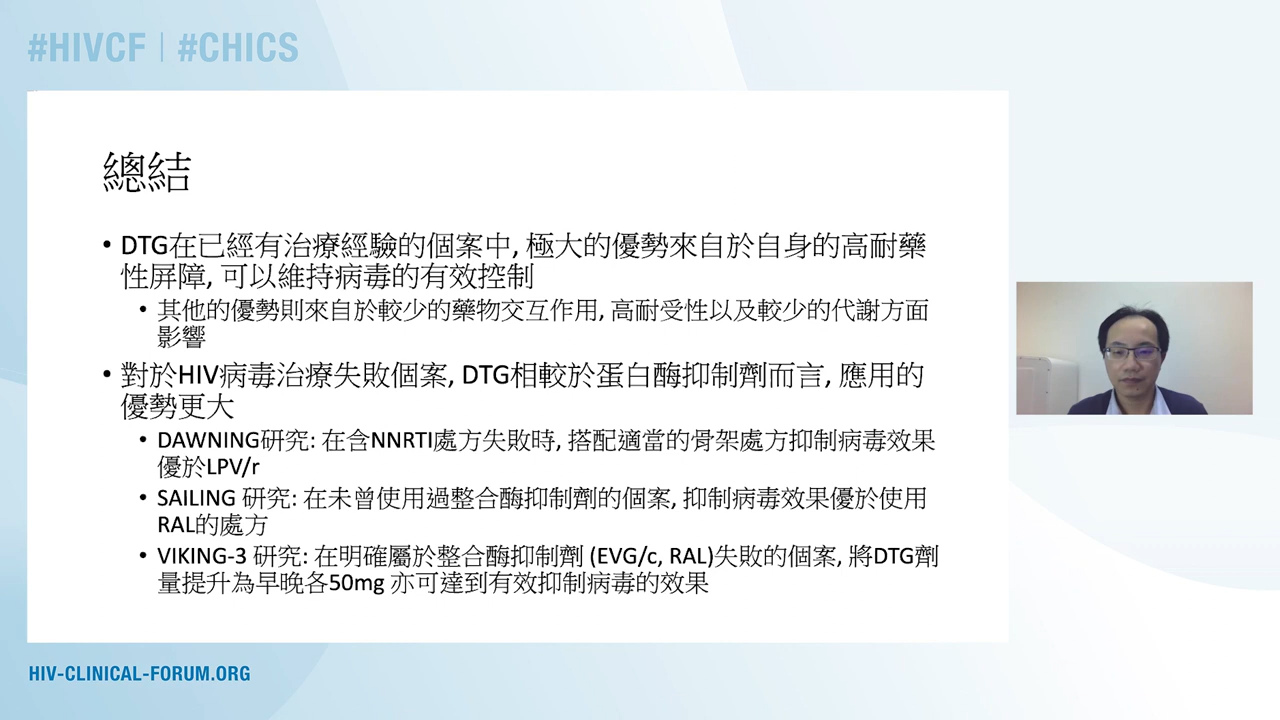 #HIVCF | #CHICS
總結
• DTG在已經有治療經驗的個案中, 極大的優勢來自於自身的高耐藥
性屏障, 可以維持病毒的有效控制
• 其他的優勢則來自於較少的藥物交互作用, 高耐受性以及較少的代謝方面
影響
• 對於HIV病毒治療失敗個案, DTG相較於蛋白酶抑制劑而言, 應用的
優勢更大
• DAWNING研究: 在含NNRTI處方失敗時, 搭配適當的骨架處方抑制病毒效果
優於LPV/r
• SAILING 研究: 在未曾使用過整合酶抑制劑的個案, 抑制病毒效果優於使用
RAL的處方
• VIKING-3 研究: 在明確屬於整合酶抑制劑 (EVG/c, RAL)失敗的個案, 將DTG劑
量提升為早晚各50mg 亦可達到有效抑制病毒的效果
HIV-CLINICAL-FORUM.ORG